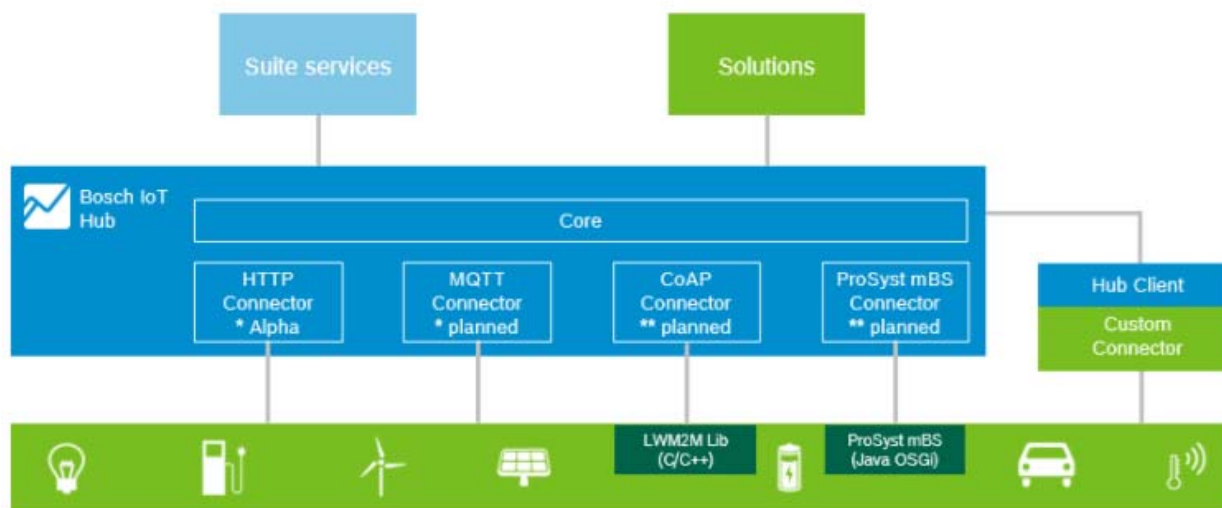 Suite services
Solutions
Bosch IoT
Hub
Core
HTTP
Connector
* Alpha
MQTT
Connector
* planned
CoAP
Connector
** planned
ProSyst mBS
Connector
** planned
Hub Client
Custom
Connector
LWM2M Lib
(C/C++)
ProSyst mBS
(Java OSGi)